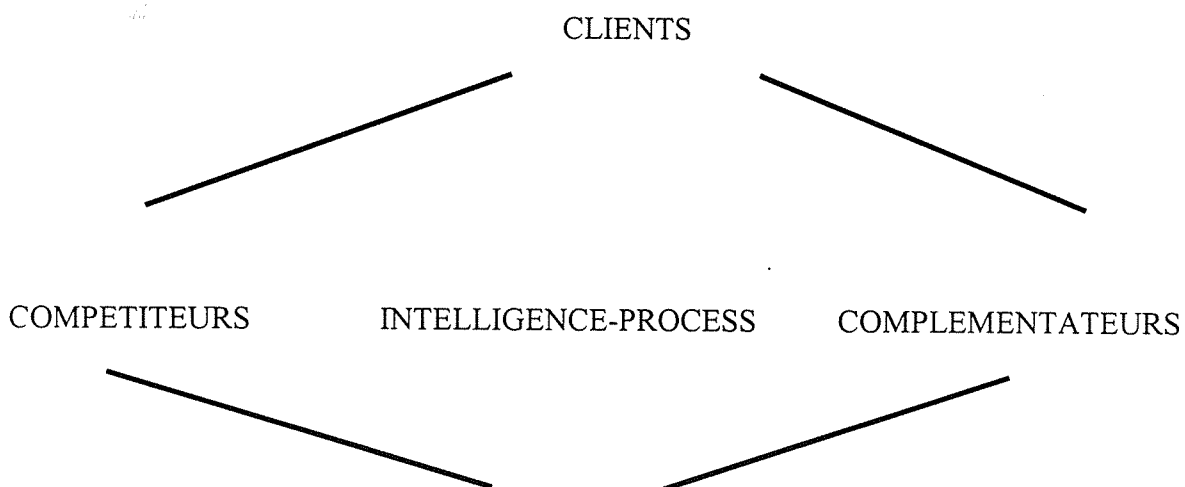 CLIENTS
COMPETITEURS INTELLIGENCE-PROCESS COMPLEMENTATEURS